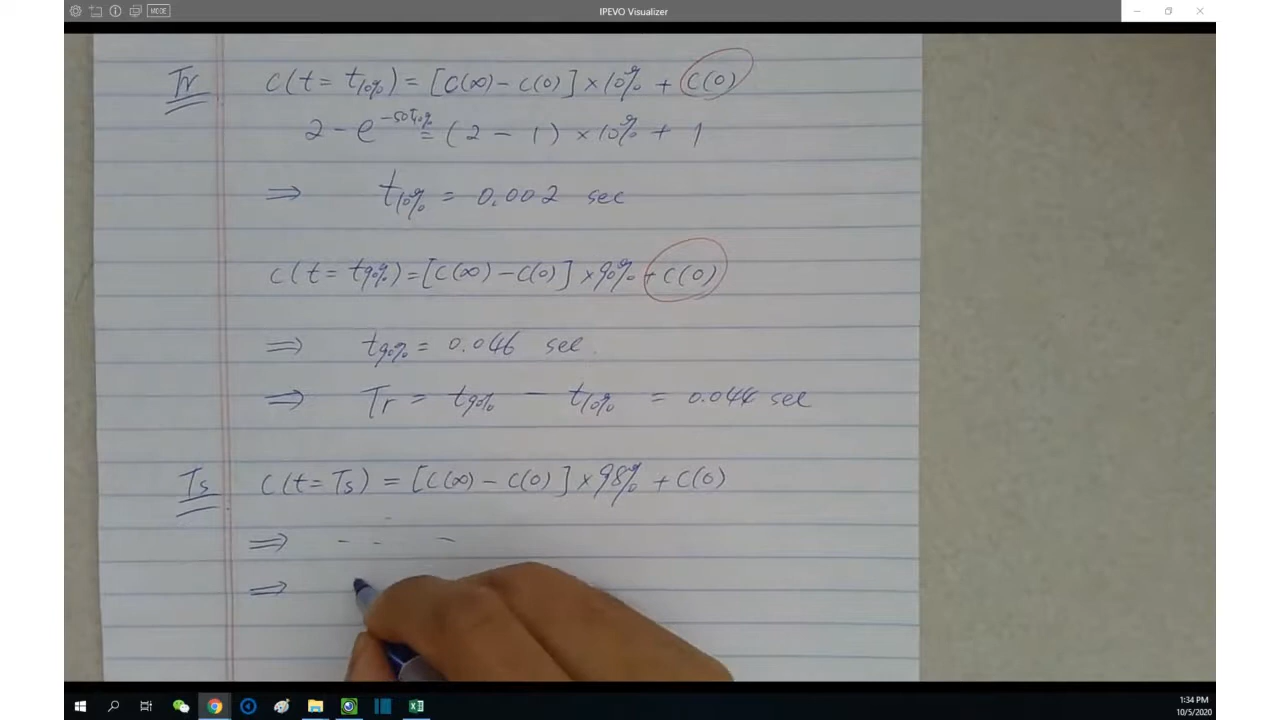 IPEVO Visualizer
MODE
Tr C(t = t10%) = [C(∞) - C(0)] × 10% + C(0)
2 - e^-50t10% = (2 - 1) × 10% + 1
⇒ t10% = 0.002 sec
C(t = t90%) = [C(∞) - C(0)] × 90% + C(0)
⇒ t90% = 0.046 sec.
⇒ Tr = t90% - t10% = 0.044 sec
Ts C(t = Ts) = [C(∞) - C(0)] × 98% + C(0)
⇒ - - -
⇒
1:34 PM
10/5/2020